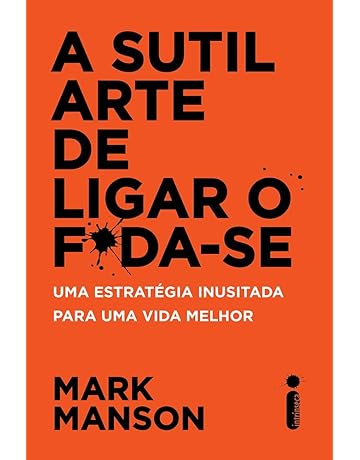 A SUTIL
ARTE
DE
LIGAR O
F*DA-SE
UMA ESTRATÉGIA INUSITADA
PARA UMA VIDA MELHOR
MARK
MANSON
intrínseca